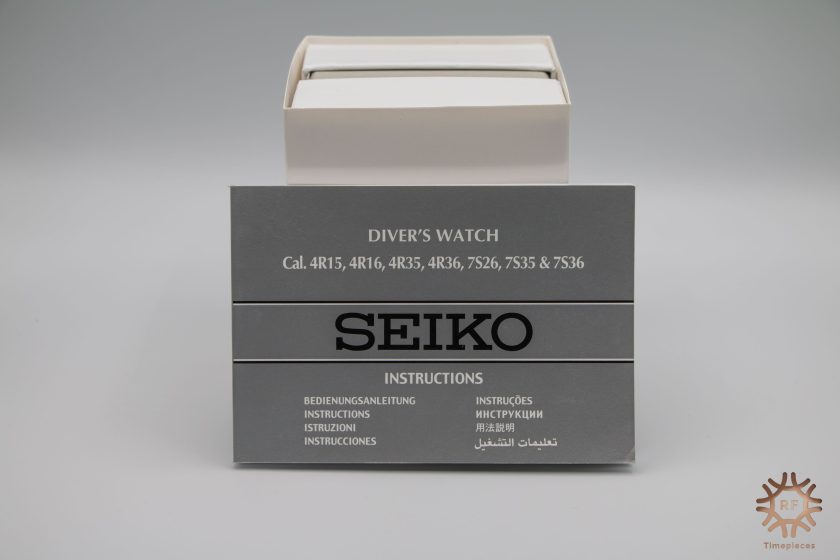 DIVER'S WATCH
Cal. 4R15, 4R16, 4R35, 4R36, 7S26, 7S35 & 7S36
SEIKO
INSTRUCTIONS
BEDIENUNGSANLEITUNG
INSTRUCTIONS
ISTRUZIONI
INSTRUCCIONES
INSTRUÇÕES
ИНСТРУКЦИИ
用法説明
تعليمات التشغيل
RF
Timepieces